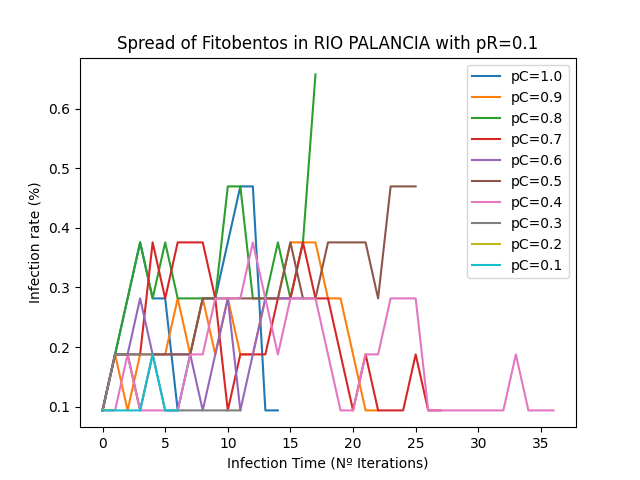 Spread of Fitobentos in RIO PALANCIA with pR=0.1
Infection rate (%)
0.6
0.5
0.4
0.3
0.2
0.1
0 5 10 15 20 25 30 35
Infection Time (Nº Iterations)
pC=1.0
pC=0.9
pC=0.8
pC=0.7
pC=0.6
pC=0.5
pC=0.4
pC=0.3
pC=0.2
pC=0.1